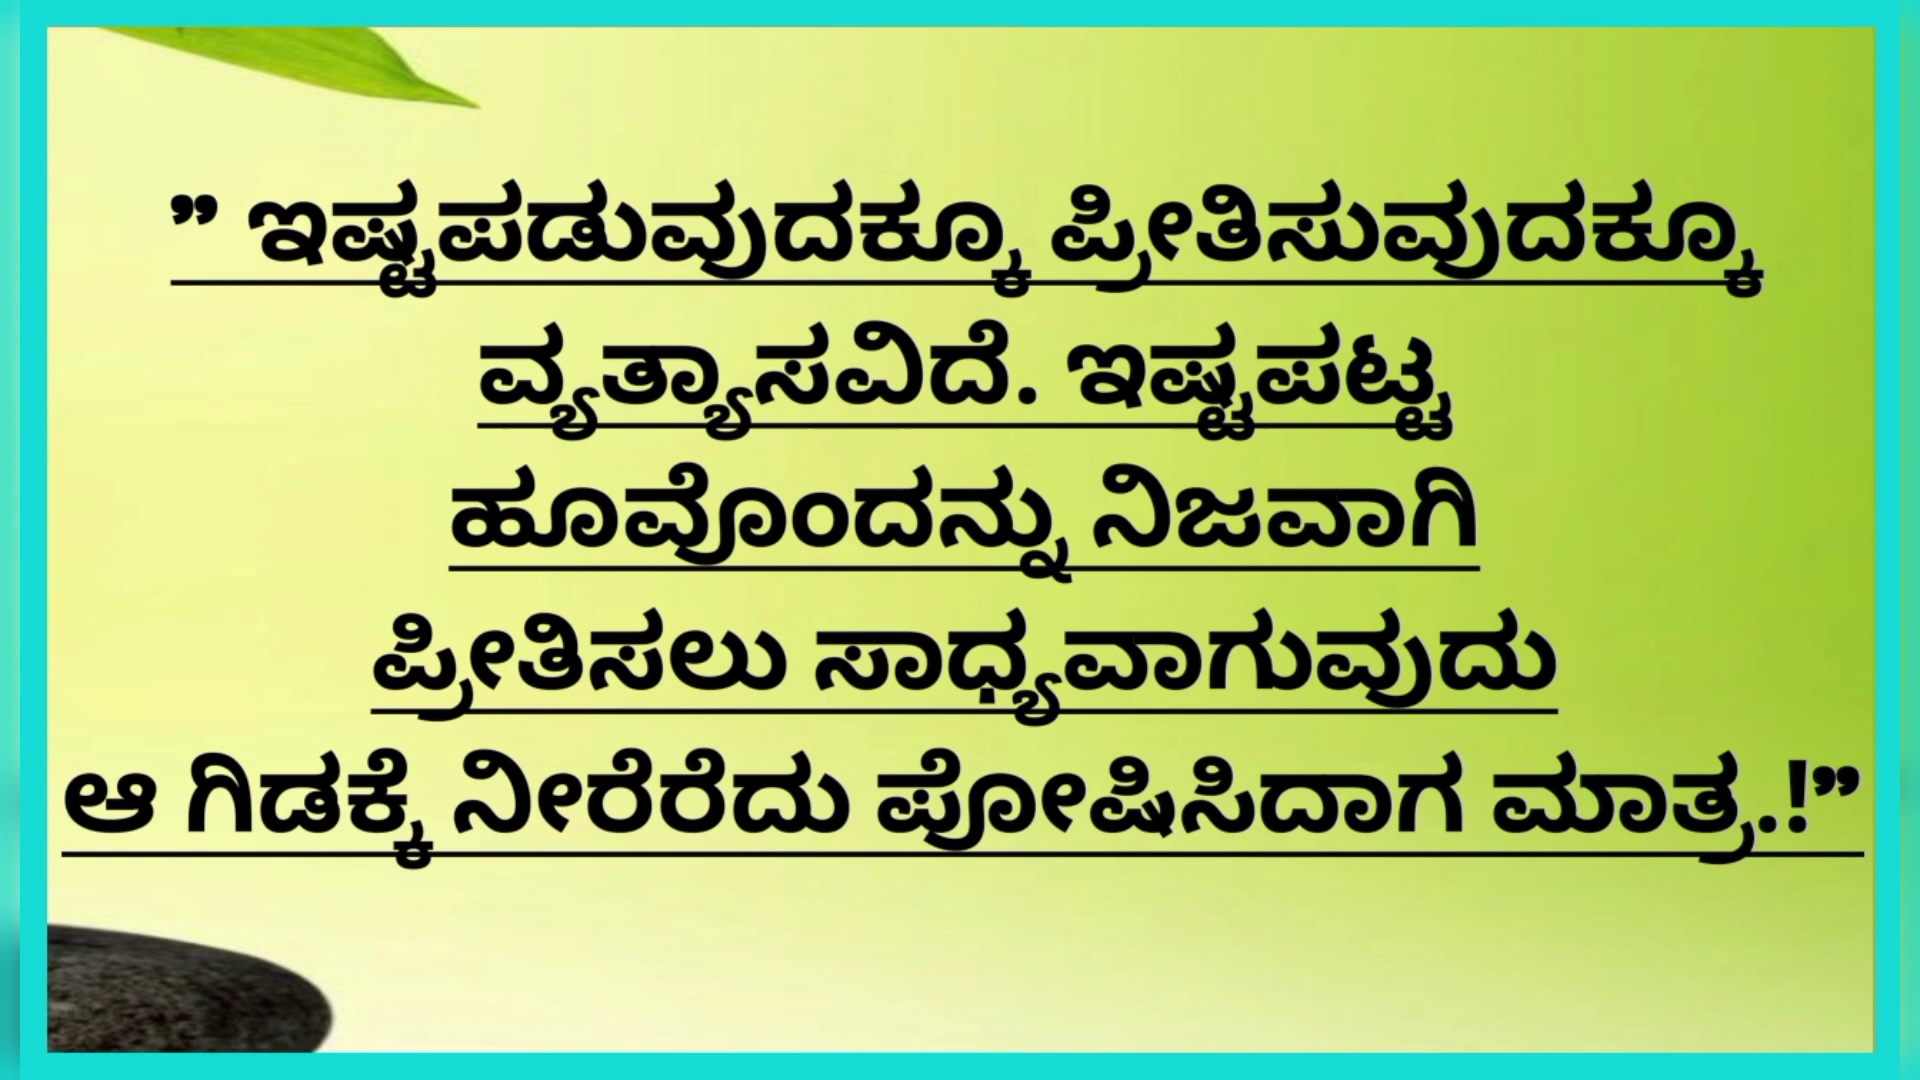 ” ಇಷ್ಟಪಡುವುದಕ್ಕೂ ಪ್ರೀತಿಸುವುದಕ್ಕೂ
ವ್ಯತ್ಯಾಸವಿದೆ. ಇಷ್ಟಪಟ್ಟ
ಹೂವೊಂದನ್ನು ನಿಜವಾಗಿ
ಪ್ರೀತಿಸಲು ಸಾಧ್ಯವಾಗುವುದು
ಆ ಗಿಡಕ್ಕೆ ನೀರೆರೆದು ಪೋಷಿಸಿದಾಗ ಮಾತ್ರ.!”